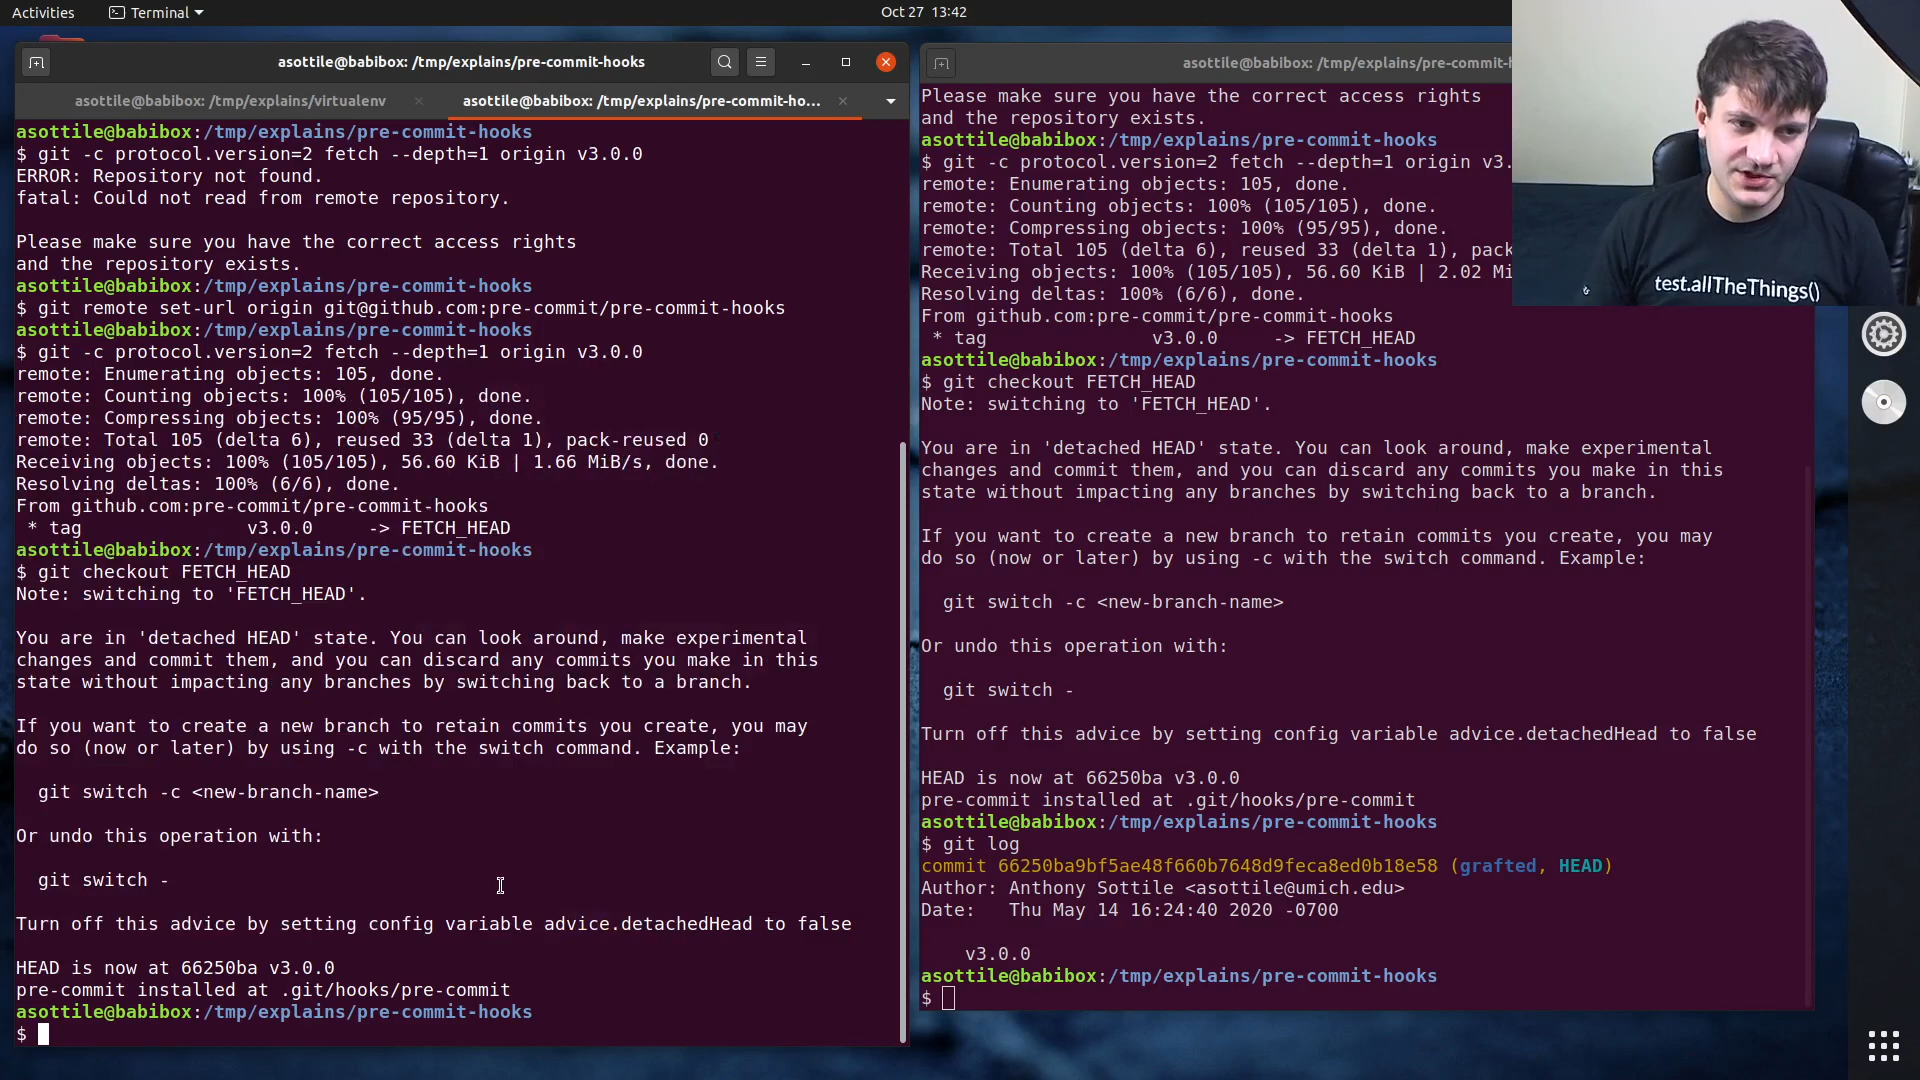 Activities
Terminal
Oct 27 13:42
asottile@babibox: /tmp/explains/pre-commit-hooks
asottile@babibox: /tmp/explains/virtualenv
asottile@babibox: /tmp/explains/pre-commit-ho...
asottile@babibox:/tmp/explains/pre-commit-hooks
$ git -c protocol.version=2 fetch --depth=1 origin v3.0.0
ERROR: Repository not found.
fatal: Could not read from remote repository.
Please make sure you have the correct access rights
and the repository exists.
asottile@babibox:/tmp/explains/pre-commit-hooks
$ git remote set-url origin git@github.com:pre-commit/pre-commit-hooks
asottile@babibox:/tmp/explains/pre-commit-hooks
$ git -c protocol.version=2 fetch --depth=1 origin v3.0.0
remote: Enumerating objects: 105, done.
remote: Counting objects: 100% (105/105), done.
remote: Compressing objects: 100% (95/95), done.
remote: Total 105 (delta 6), reused 33 (delta 1), pack-reused 0
Receiving objects: 100% (105/105), 56.60 KiB | 1.66 MiB/s, done.
Resolving deltas: 100% (6/6), done.
From github.com:pre-commit/pre-commit-hooks
 * tag               v3.0.0     -> FETCH_HEAD
asottile@babibox:/tmp/explains/pre-commit-hooks
$ git checkout FETCH_HEAD
Note: switching to 'FETCH_HEAD'.
You are in 'detached HEAD' state. You can look around, make experimental
changes and commit them, and you can discard any commits you make in this
state without impacting any branches by switching back to a branch.
If you want to create a new branch to retain commits you create, you may
do so (now or later) by using -c with the switch command. Example:
  git switch -c <new-branch-name>
Or undo this operation with:
  git switch -
Turn off this advice by setting config variable advice.detachedHead to false
HEAD is now at 66250ba v3.0.0
pre-commit installed at .git/hooks/pre-commit
asottile@babibox:/tmp/explains/pre-commit-hooks
$
asottile@babibox: /tmp/explains/pre-commit-h
Please make sure you have the correct access rights
and the repository exists.
asottile@babibox:/tmp/explains/pre-commit-hooks
$ git -c protocol.version=2 fetch --depth=1 origin v3.
remote: Enumerating objects: 105, done.
remote: Counting objects: 100% (105/105), done.
remote: Compressing objects: 100% (95/95), done.
remote: Total 105 (delta 6), reused 33 (delta 1), pack
Receiving objects: 100% (105/105), 56.60 KiB | 2.02 Mi
Resolving deltas: 100% (6/6), done.
From github.com:pre-commit/pre-commit-hooks
 * tag               v3.0.0     -> FETCH_HEAD
asottile@babibox:/tmp/explains/pre-commit-hooks
$ git checkout FETCH_HEAD
Note: switching to 'FETCH_HEAD'.
You are in 'detached HEAD' state. You can look around, make experimental
changes and commit them, and you can discard any commits you make in this
state without impacting any branches by switching back to a branch.
If you want to create a new branch to retain commits you create, you may
do so (now or later) by using -c with the switch command. Example:
  git switch -c <new-branch-name>
Or undo this operation with:
  git switch -
Turn off this advice by setting config variable advice.detachedHead to false
HEAD is now at 66250ba v3.0.0
pre-commit installed at .git/hooks/pre-commit
asottile@babibox:/tmp/explains/pre-commit-hooks
$ git log
commit 66250ba9bf5ae48f660b7648d9feca8ed0b18e58 (grafted, HEAD)
Author: Anthony Sottile <asottile@umich.edu>
Date:   Thu May 14 16:24:40 2020 -0700
    v3.0.0
asottile@babibox:/tmp/explains/pre-commit-hooks
$
test.allTheThings()